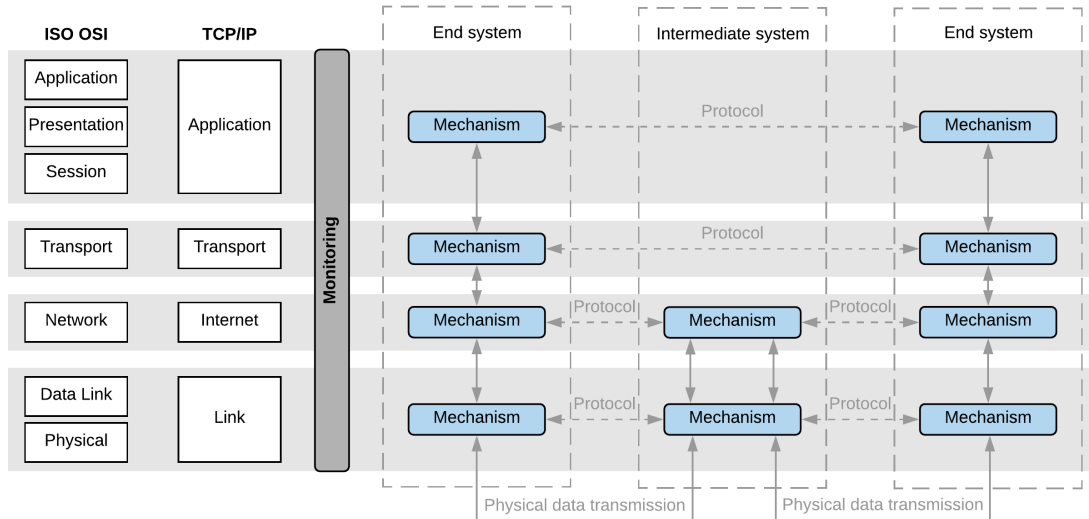 ISO OSI
TCP/IP
End system
Intermediate system
End system
Application
Presentation
Session
Application
Mechanism
Protocol
Mechanism
Monitoring
Transport
Transport
Mechanism
Protocol
Mechanism
Network
Internet
Mechanism
Protocol
Mechanism
Protocol
Mechanism
Data Link
Physical
Link
Mechanism
Protocol
Mechanism
Protocol
Mechanism
Physical data transmission
Physical data transmission